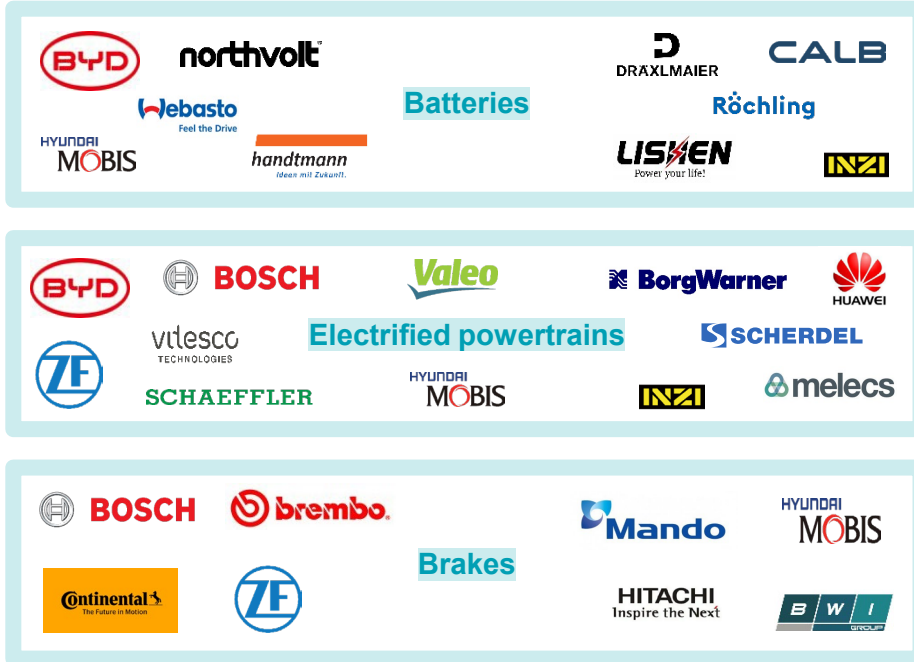 BYD
northvolt
DRÄXLMAIER
CALB
Webasto
Feel the Drive
Batteries
Röchling
HYUNDAI
MOBIS
handtmann
Ideen mit Zukunft.
LISHEN
Power your life!
INZI
BYD
BOSCH
Valeo
BorgWarner
HUAWEI
vitesco
TECHNOLOGIES
Electrified powertrains
SCHERDEL
ZF
SCHAEFFLER
HYUNDAI
MOBIS
INZI
melecs
BOSCH
brembo
Mando
HYUNDAI
MOBIS
Brakes
Continental
The Future in Motion
ZF
HITACHI
Inspire the Next
BWI
GROUP